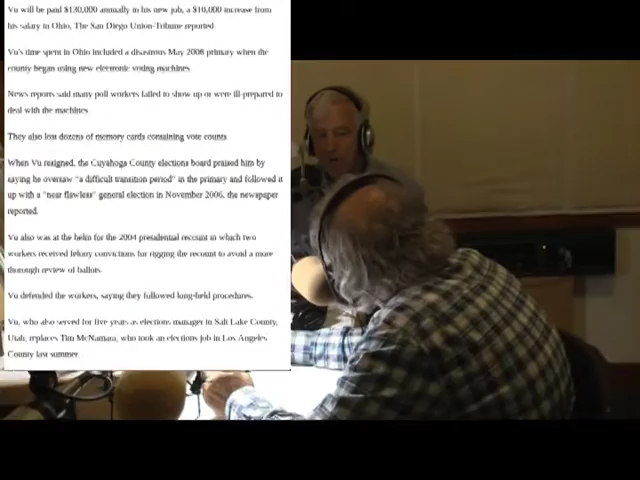 Vu will be paid $130,000 annually in his new job, a $10,000 increase from
his salary in Ohio, The San Diego Union-Tribune reported.
Vu's time spent in Ohio included a disastrous May 2006 primary when the
county began using new electronic voting machines
News reports said many poll workers failed to show up or were ill-prepared to
deal with the machines
They also lost dozens of memory cards containing vote counts
When Vu resigned, the Cuyahoga County elections board praised him by
saying he oversaw "a difficult transition period" in the primary and followed it
up with a "near flawless" general election in November 2006, the newspaper
reported.
Vu also was at the helm for the 2004 presidential recount in which two
workers received felony convictions for rigging the recount to avoid a more
thorough review of ballots.
Vu defended the workers, saying they followed long-held procedures.
Vu, who also served for five years as elections manager in Salt Lake County,
Utah, replaces Tim McNamara, who took an elections job in Los Angeles
County last summer